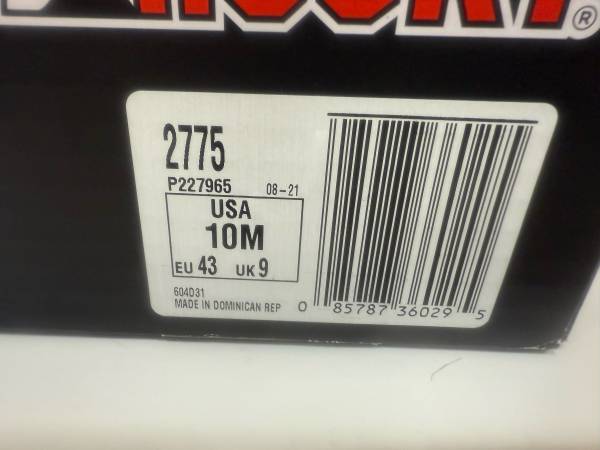 ®
2775
P227965 08-21
USA
10M
EU 43 UK 9
604D31
MADE IN DOMINICAN REP
0 85787 36029 5